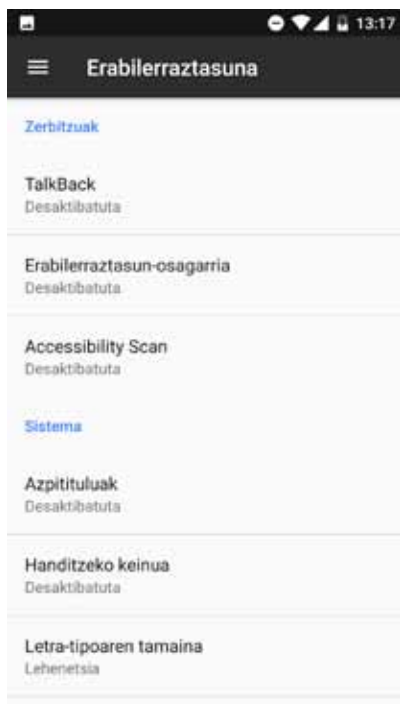 13:17
Erabilerraztasuna
Zerbitzuak
TalkBack
Desaktibatuta
Erabilerraztasun-osagarria
Desaktibatuta
Accessibility Scan
Desaktibatuta
Sistema
Azpitituluak
Desaktibatuta
Handitzeko keinua
Desaktibatuta
Letra-tipoaren tamaina
Lehenetsia